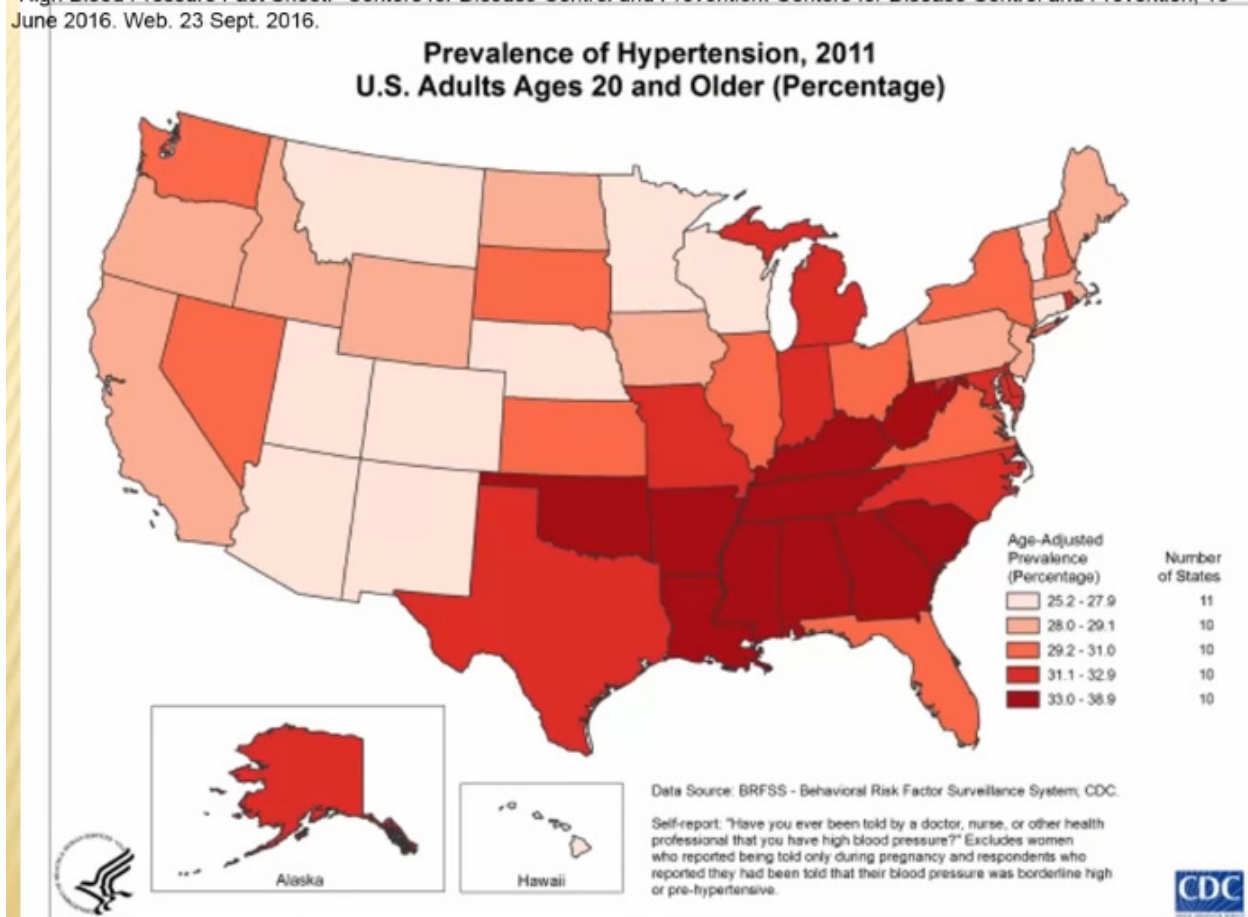 June 2016. Web. 23 Sept. 2016.
Prevalence of Hypertension, 2011
U.S. Adults Ages 20 and Older (Percentage)
Age-Adjusted
Prevalence
(Percentage)
Number
of States
25.2 - 27.9 11
28.0 - 29.1 10
29.2 - 31.0 10
31.1 - 32.9 10
33.0 - 38.9 10
Data Source: BRFSS - Behavioral Risk Factor Surveillance System; CDC.
Self-report: "Have you ever been told by a doctor, nurse, or other health
professional that you have high blood pressure?" Excludes women
who reported being told only during pregnancy and respondents who
reported they had been told that their blood pressure was borderline high
or pre-hypertensive.
Alaska
Hawaii
CDC